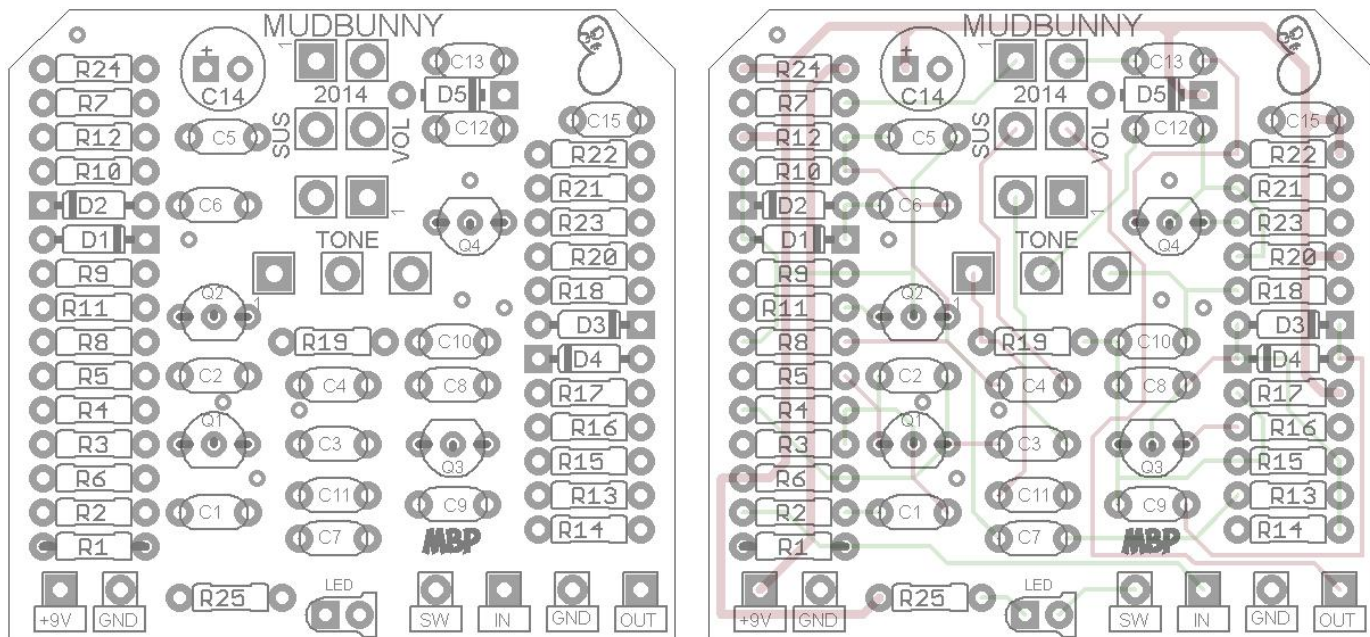 MUDBUNNY
R24
+
C14
1
C13
R7
2014
D5
R12
C5
SUS
VOL
C12
C15
R10
R22
D2
C6
R21
D1
1
R23
TONE
Q4
R9
R20
R11
Q2
1
R18
R8
R19
C10
D3
R5
C2
C4
C8
D4
R4
R17
R3
Q1
C3
Q3
R16
R6
C11
R15
R2
C1
C9
R13
R1
C7
MBP
R14
+9V
GND
R25
LED
SW
IN
GND
OUT
MUDBUNNY
R24
+
C14
1
C13
R7
2014
D5
R12
C5
SUS
VOL
C12
C15
R10
R22
D2
C6
R21
D1
1
R23
TONE
Q4
R9
R20
R11
Q2
1
R18
R8
R19
C10
D3
R5
C2
C4
C8
D4
R4
R17
R3
Q1
C3
Q3
R16
R6
C11
R15
R2
C1
C9
R13
R1
C7
MBP
R14
+9V
GND
R25
LED
SW
IN
GND
OUT